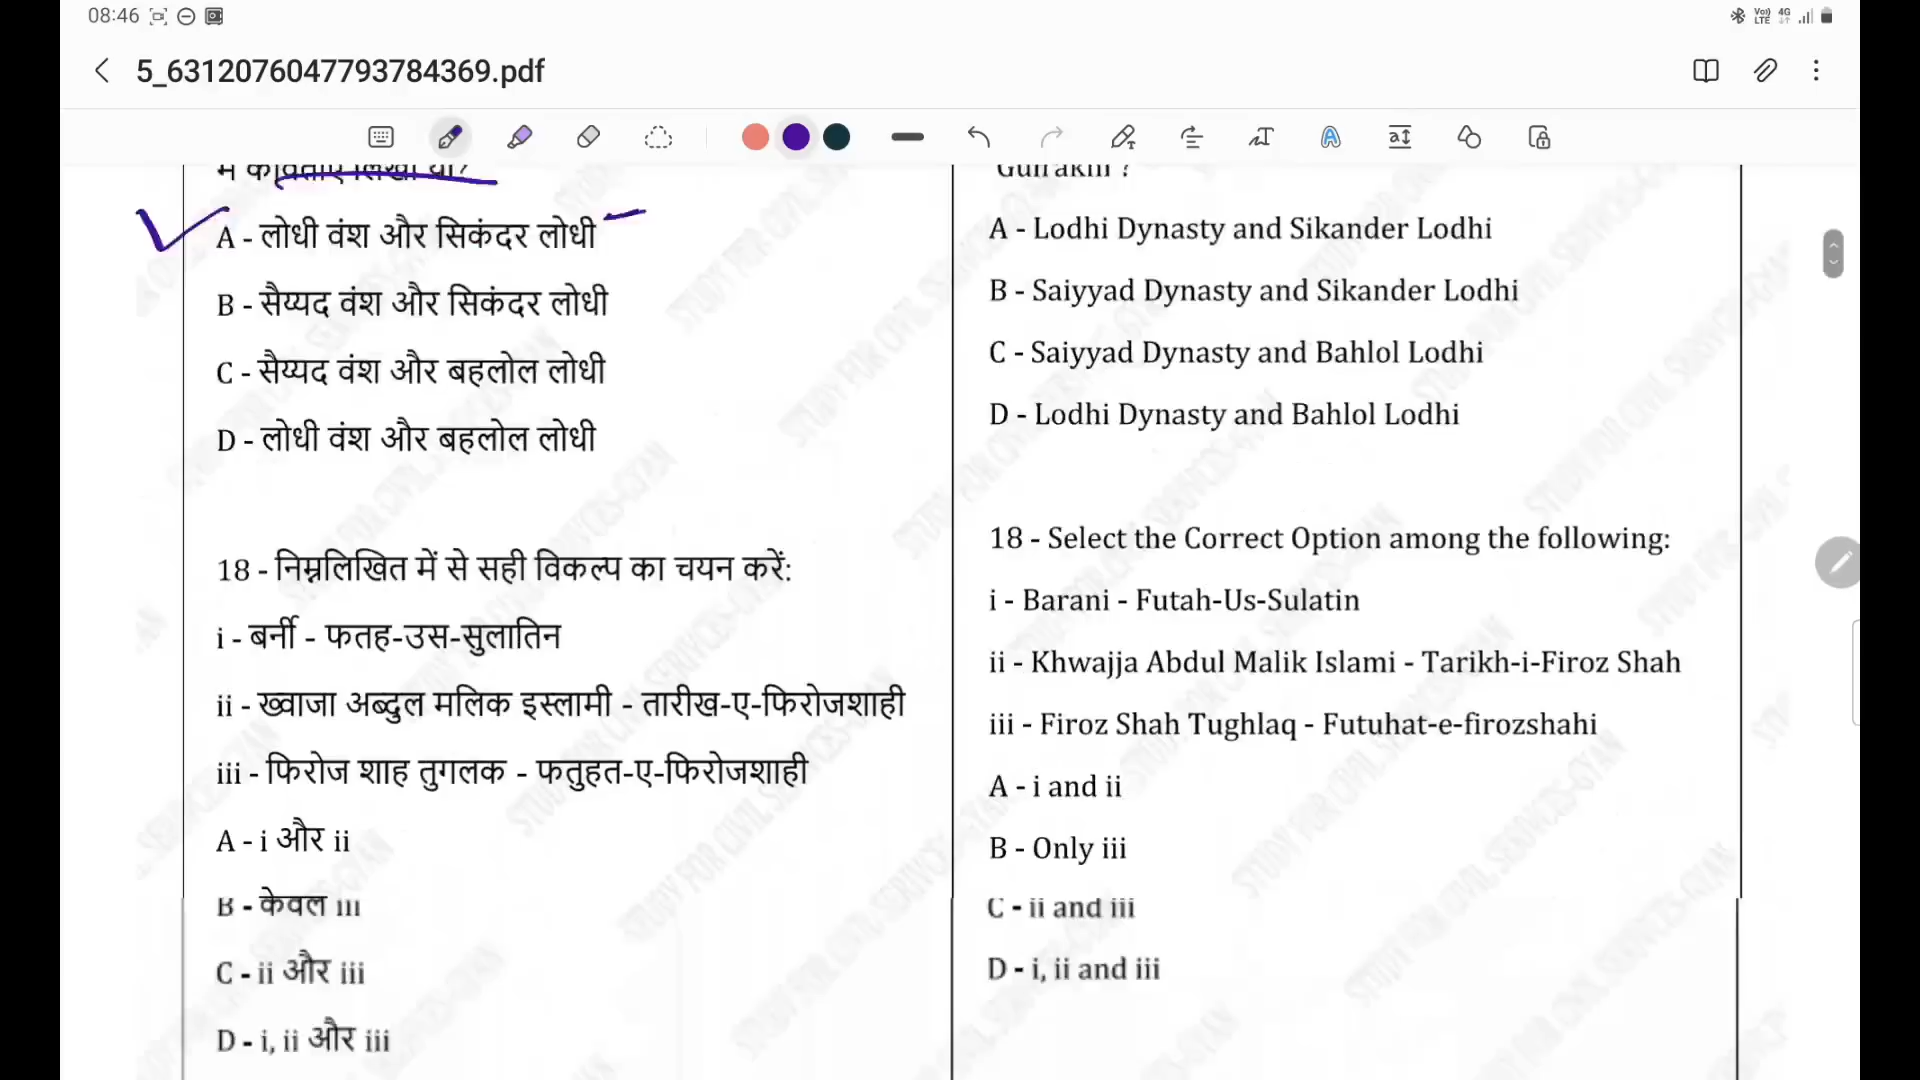 08:46
Vo)) LTE 4G
5_6312076047793784369.pdf
में कविताएं लिखी थी?
A - लोधी वंश और सिकंदर लोधी
B - सैय्यद वंश और सिकंदर लोधी
C - सैय्यद वंश और बहलोल लोधी
D - लोधी वंश और बहलोल लोधी
18 - निम्नलिखित में से सही विकल्प का चयन करें:
i - बर्नी - फतह-उस-सुलातिन
ii - ख्वाजा अब्दुल मलिक इस्लामी - तारीख-ए-फिरोजशाही
iii - फिरोज शाह तुगलक - फतुहत-ए-फिरोजशाही
A - i और ii
B - केवल iii
C - ii और iii
D - i, ii और iii
Gulrakhi ?
A - Lodhi Dynasty and Sikander Lodhi
B - Saiyyad Dynasty and Sikander Lodhi
C - Saiyyad Dynasty and Bahlol Lodhi
D - Lodhi Dynasty and Bahlol Lodhi
18 - Select the Correct Option among the following:
i - Barani - Futah-Us-Sulatin
ii - Khwajja Abdul Malik Islami - Tarikh-i-Firoz Shah
iii - Firoz Shah Tughlaq - Futuhat-e-firozshahi
A - i and ii
B - Only iii
C - ii and iii
D - i, ii and iii